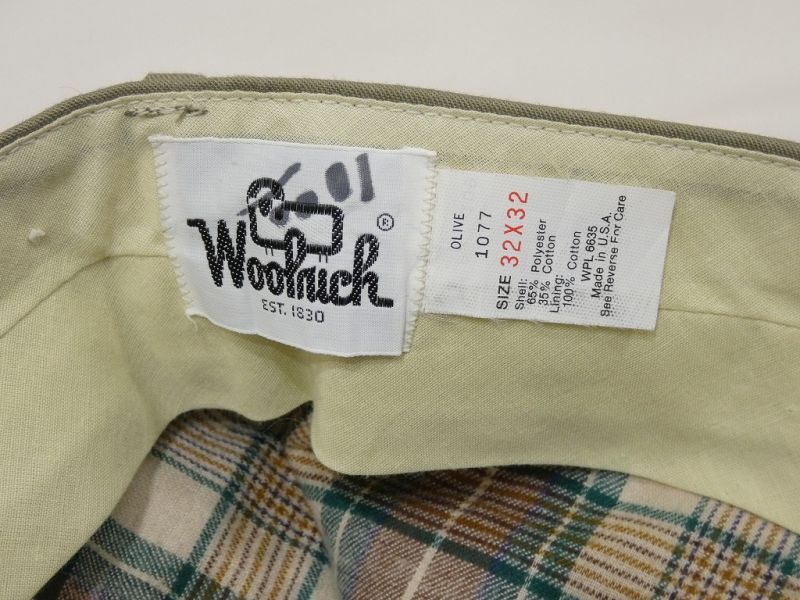 Woolrich
®
EST. 1830
OLIVE
1077
SIZE 32X32
Shell:
65% Polyester
35% Cotton
Lining:
100% Cotton
WPL 6635
Made in U.S.A.
See Reverse For Care